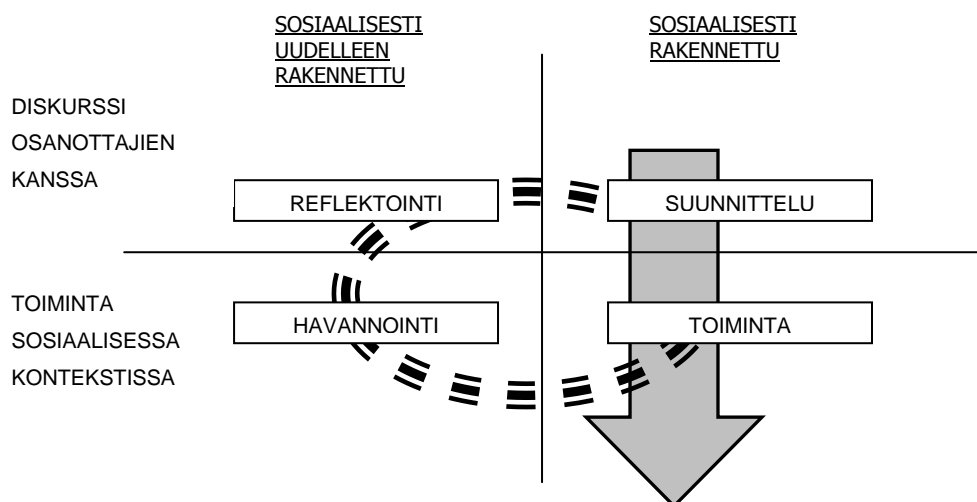 SOSIAALISESTI
UUDELLEEN
RAKENNETTU
SOSIAALISESTI
RAKENNETTU
DISKURSSI
OSANOTTAJIEN
KANSSA
REFLEKTOINTI
SUUNNITTELU
TOIMINTA
SOSIAALISESSA
KONTEKSTISSA
HAVANNOINTI
TOIMINTA